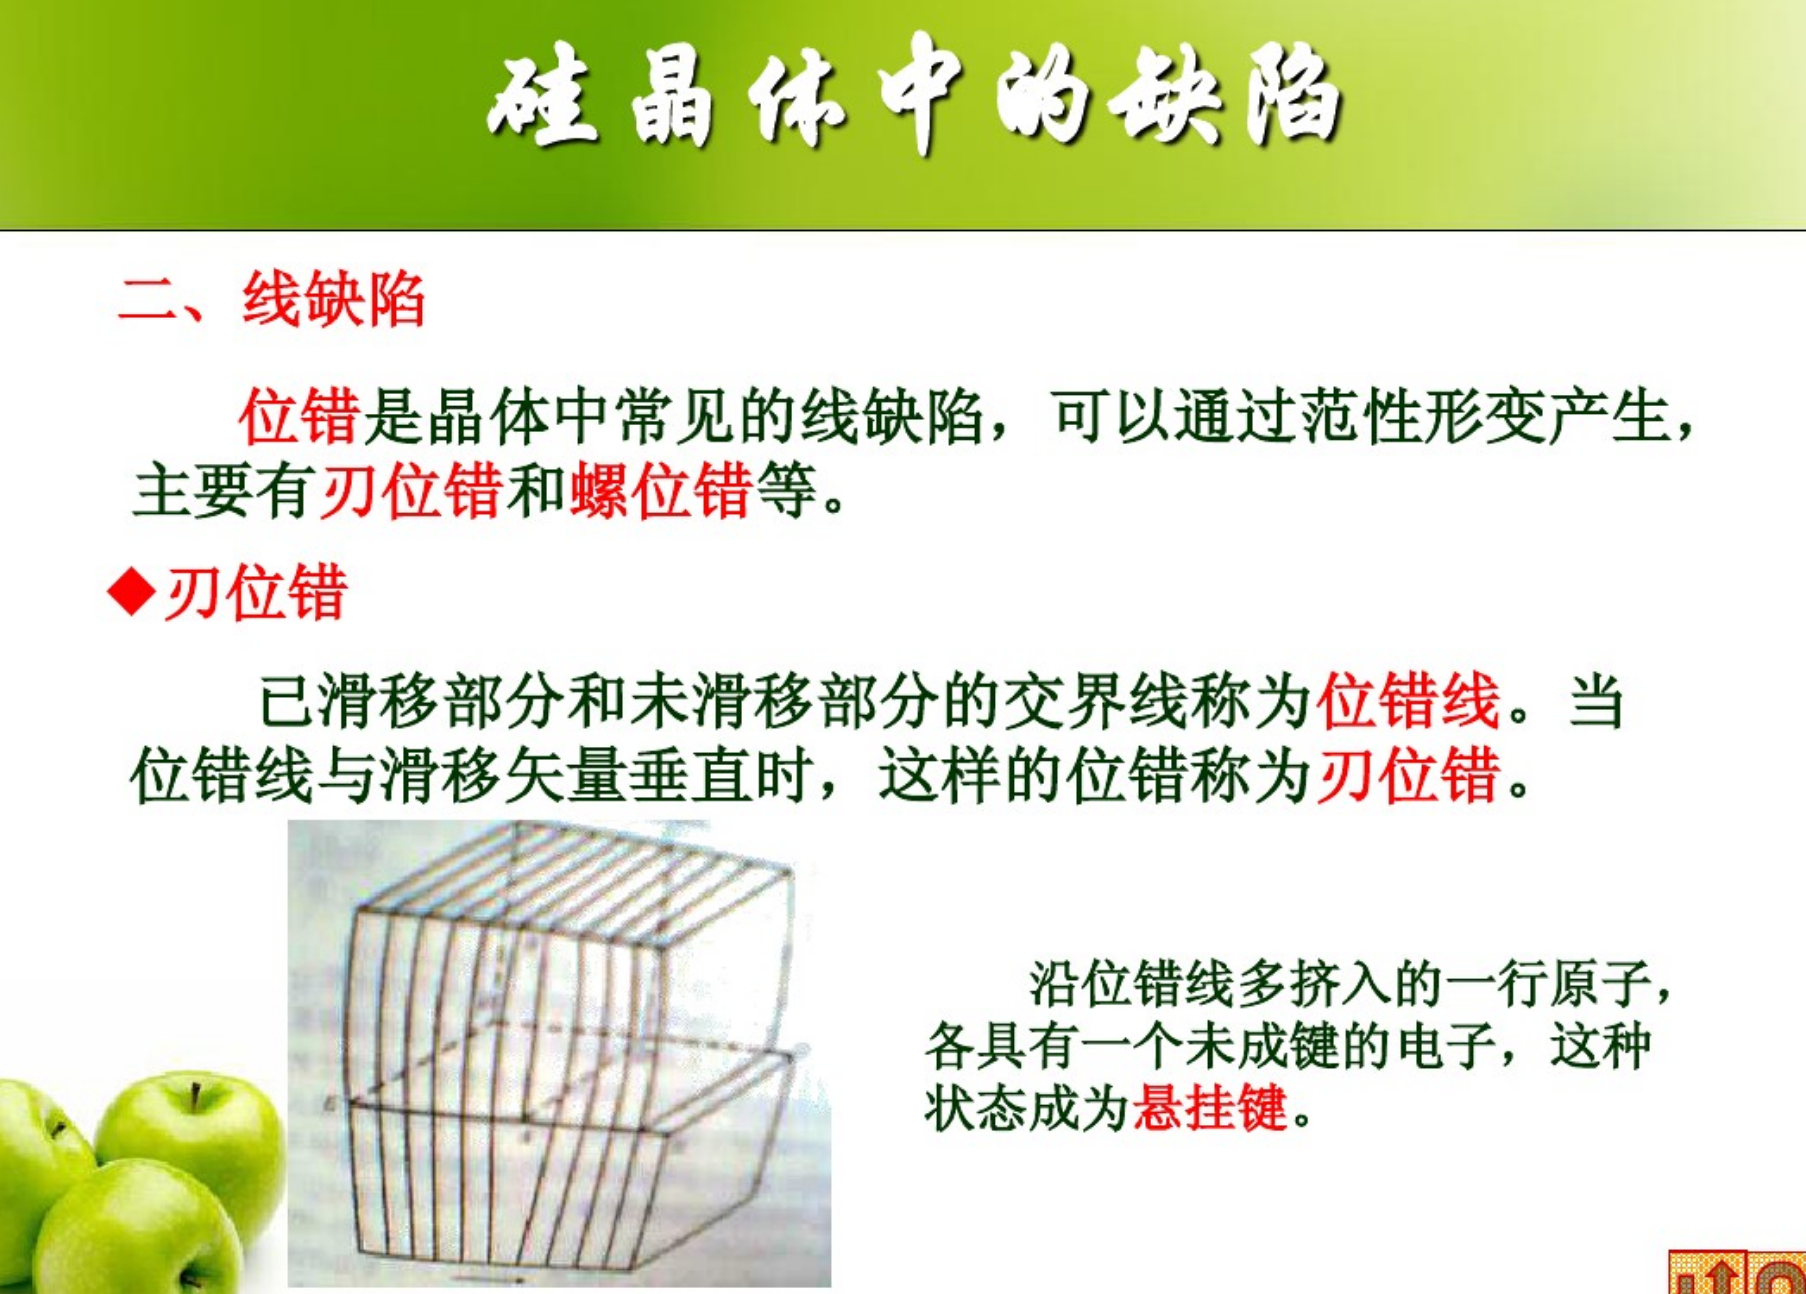 硅晶体中的缺陷
二、线缺陷
位错是晶体中常见的线缺陷，可以通过范性形变产生，
主要有刃位错和螺位错等。
◆刃位错
已滑移部分和未滑移部分的交界线称为位错线。当
位错线与滑移矢量垂直时，这样的位错称为刃位错。
沿位错线多挤入的一行原子，
各具有一个未成键的电子，这种
状态成为悬挂键。